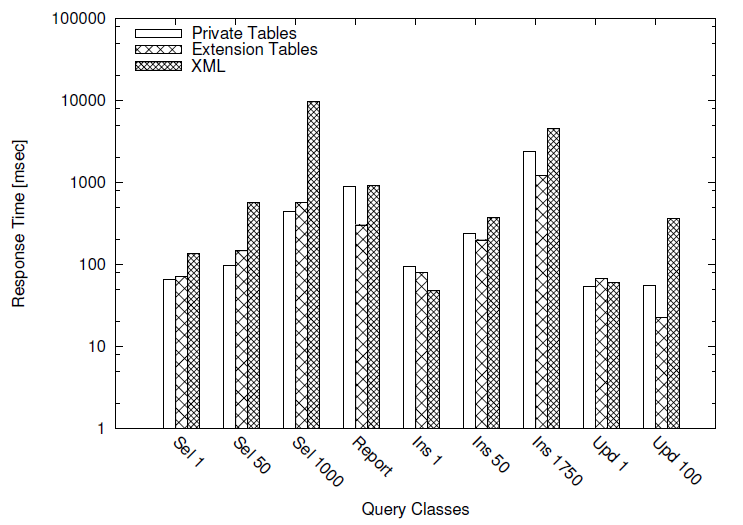 100000
10000
1000
100
10
1
Response Time [msec]
Private Tables
Extension Tables
XML
Sel 1
Sel 50
Sel 1000
Report
Ins 1
Ins 50
Ins 1750
Upd 1
Upd 100
Query Classes